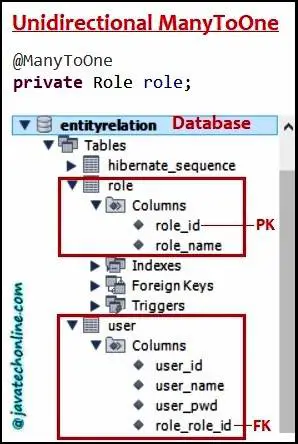 Unidirectional ManyToOne
@ManyToOne
private Role role;
entityrelation Database
Tables
hibernate_sequence
role
Columns
role_id PK
role_name
Indexes
Foreign Keys
Triggers
user
Columns
user_id
user_name
user_pwd
role_role_id FK
@javatechonline.com